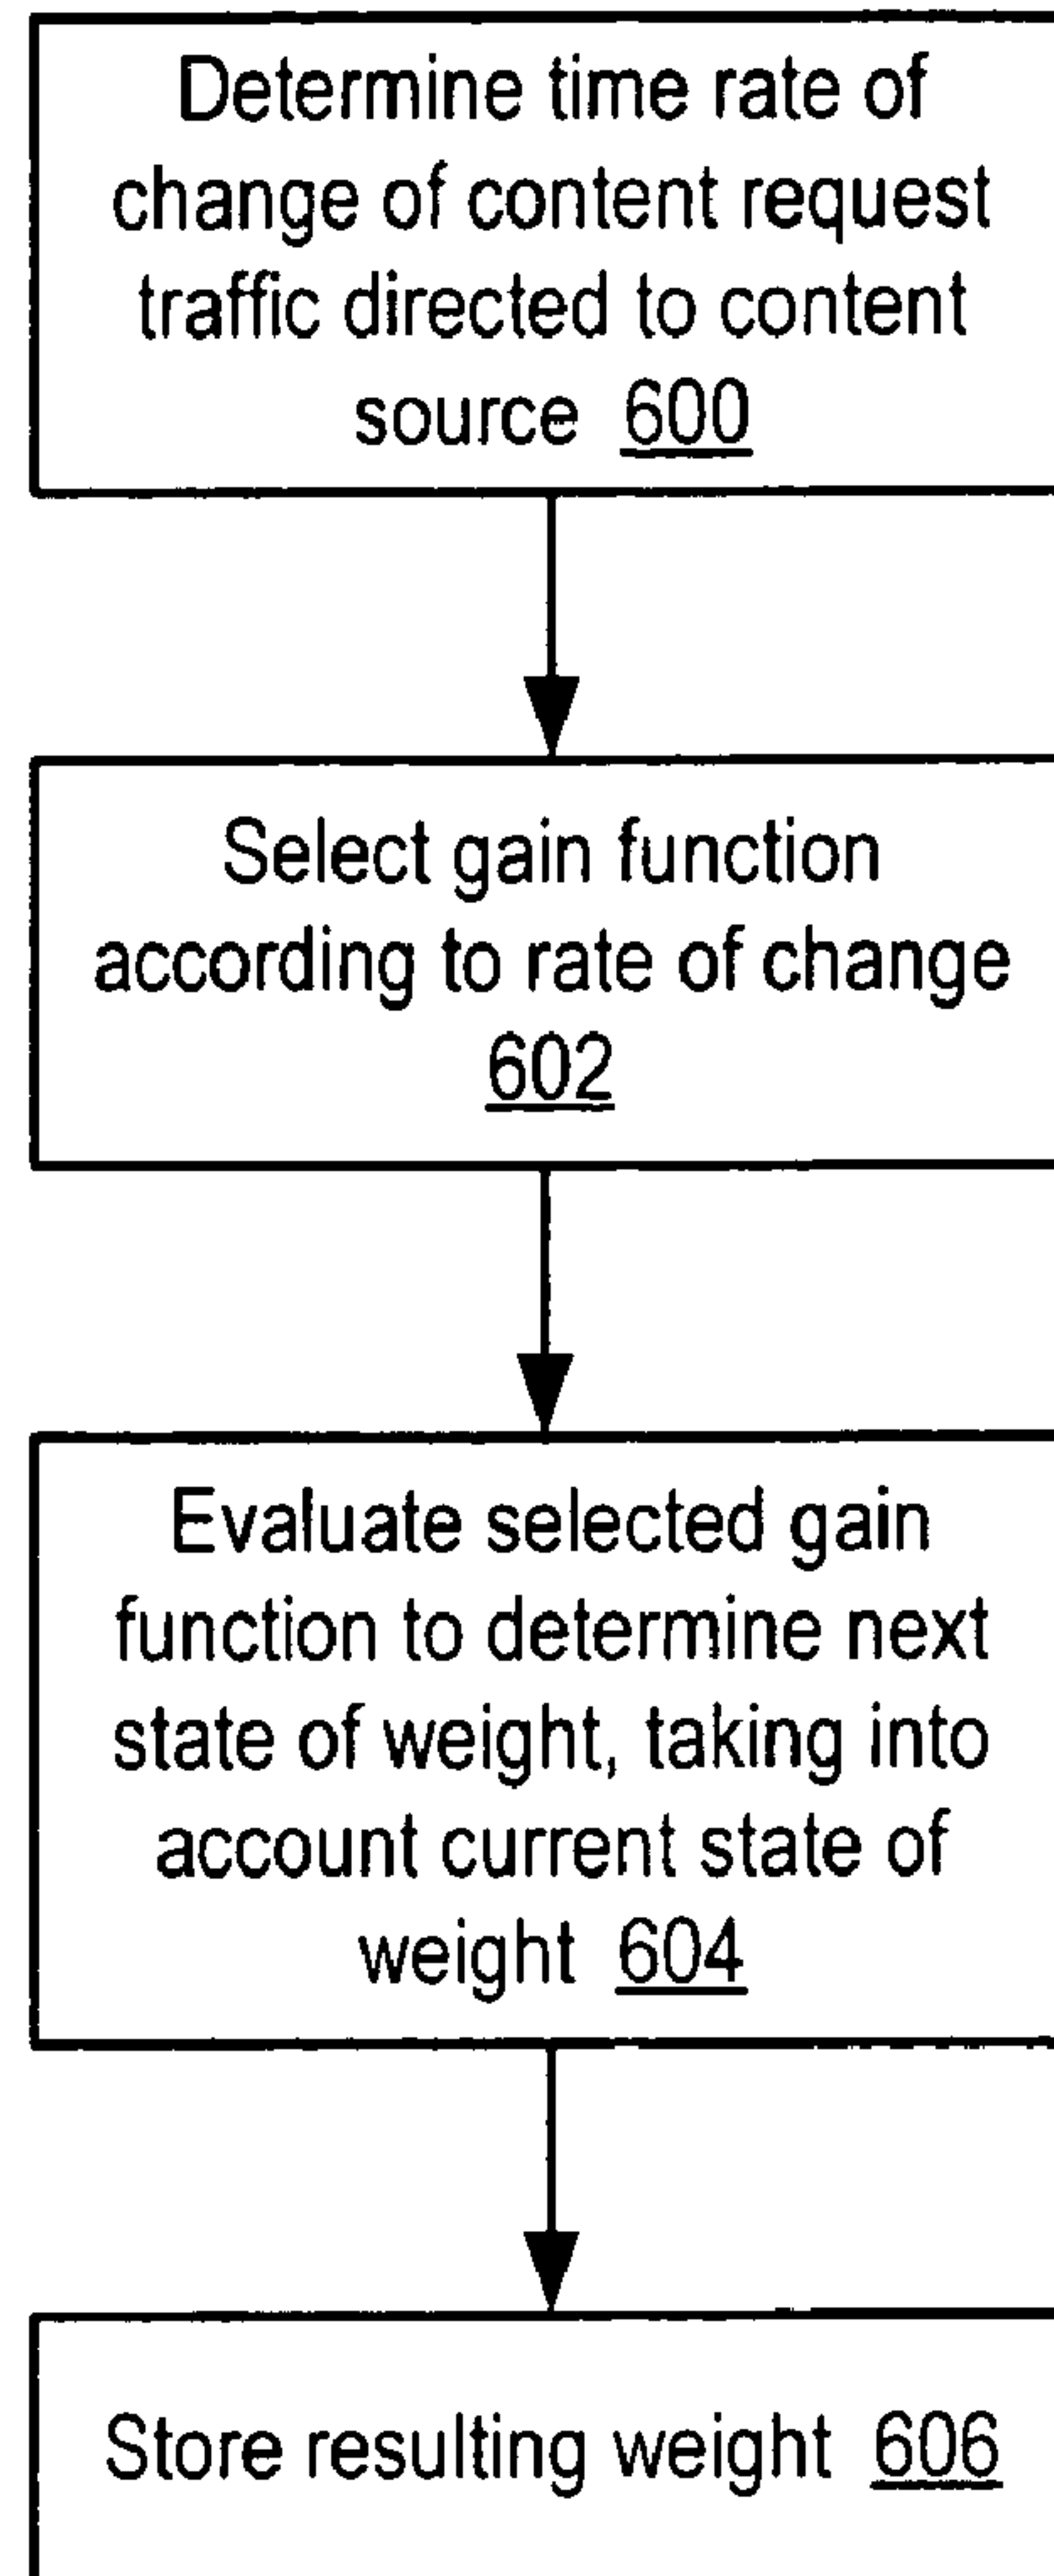 Determine time rate of
change of content request
traffic directed to content
source 600
Select gain function
according to rate of change
602
Evaluate selected gain
function to determine next
state of weight, taking into
account current state of
weight 604
Store resulting weight 606